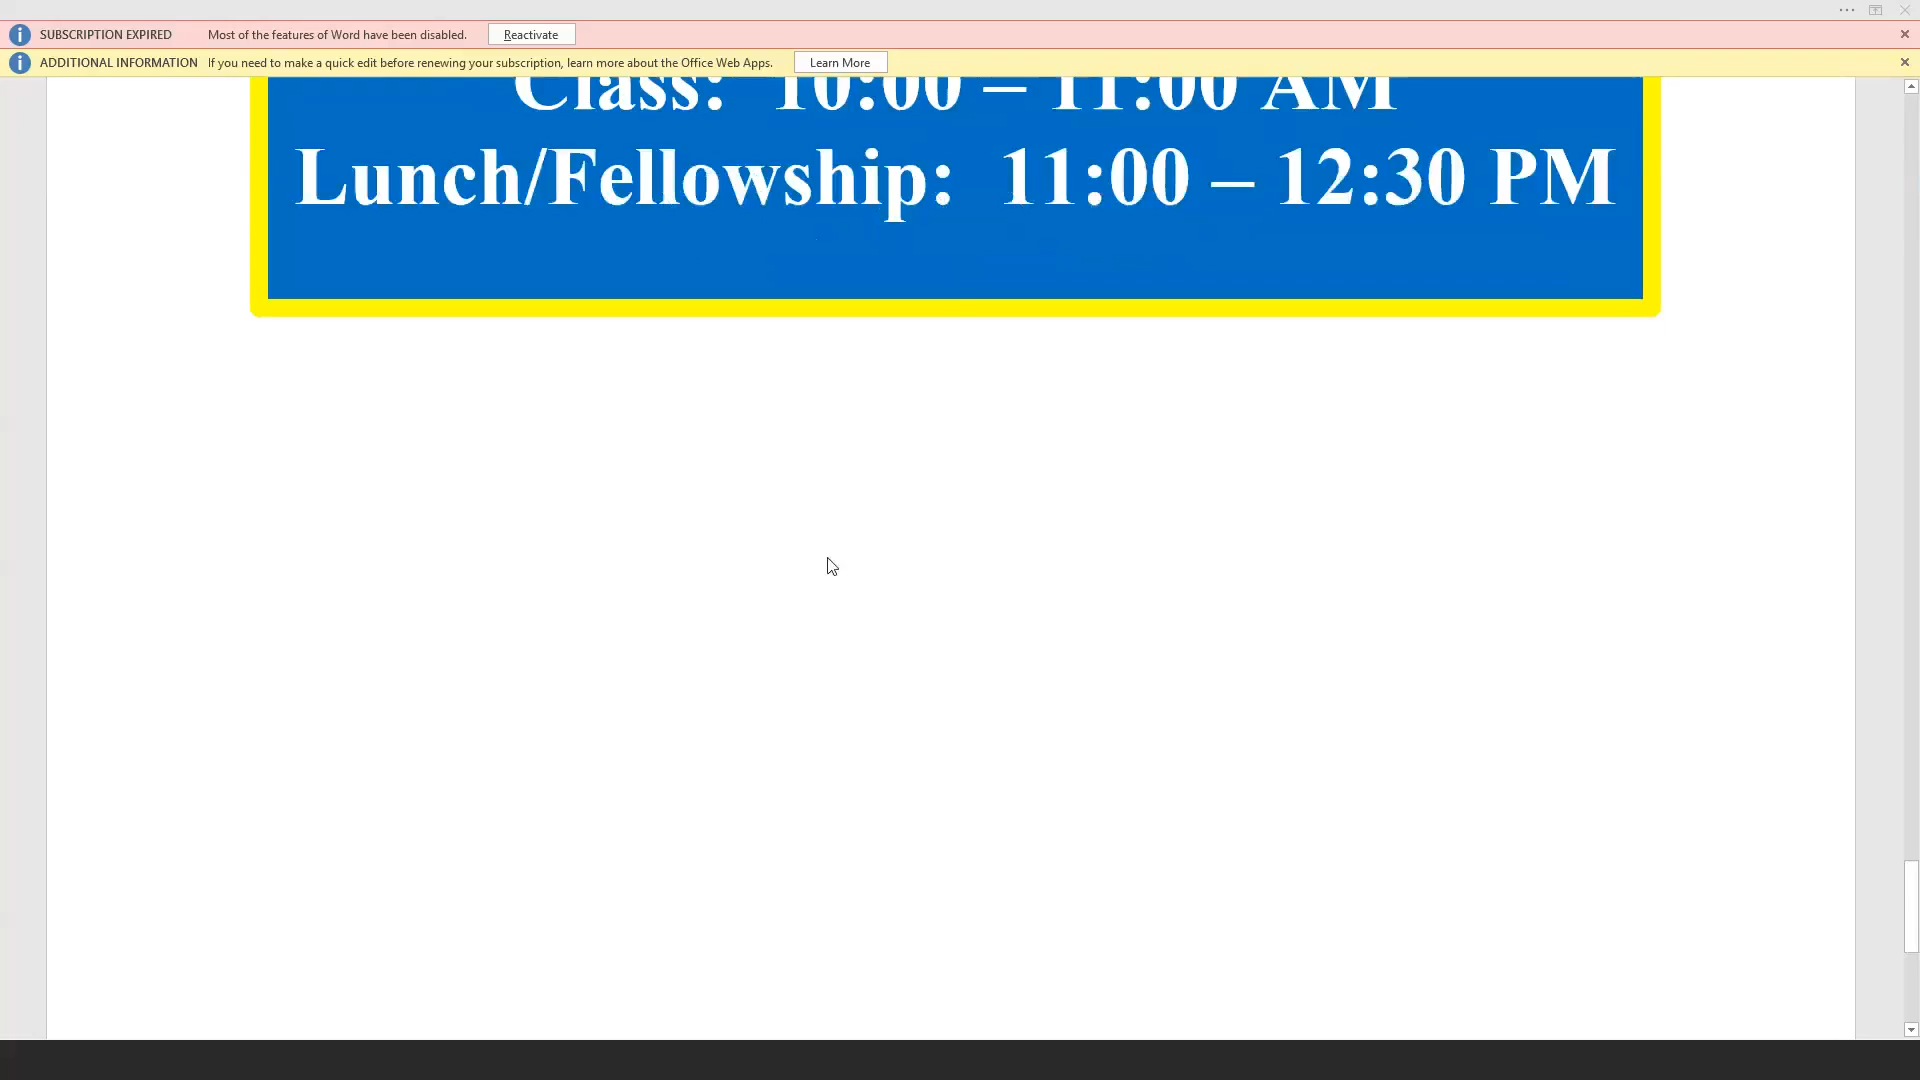 SUBSCRIPTION EXPIRED Most of the features of Word have been disabled. Reactivate
ADDITIONAL INFORMATION If you need to make a quick edit before renewing your subscription, learn more about the Office Web Apps. Learn More
Class: 10:00 – 11:00 AM
Lunch/Fellowship: 11:00 – 12:30 PM